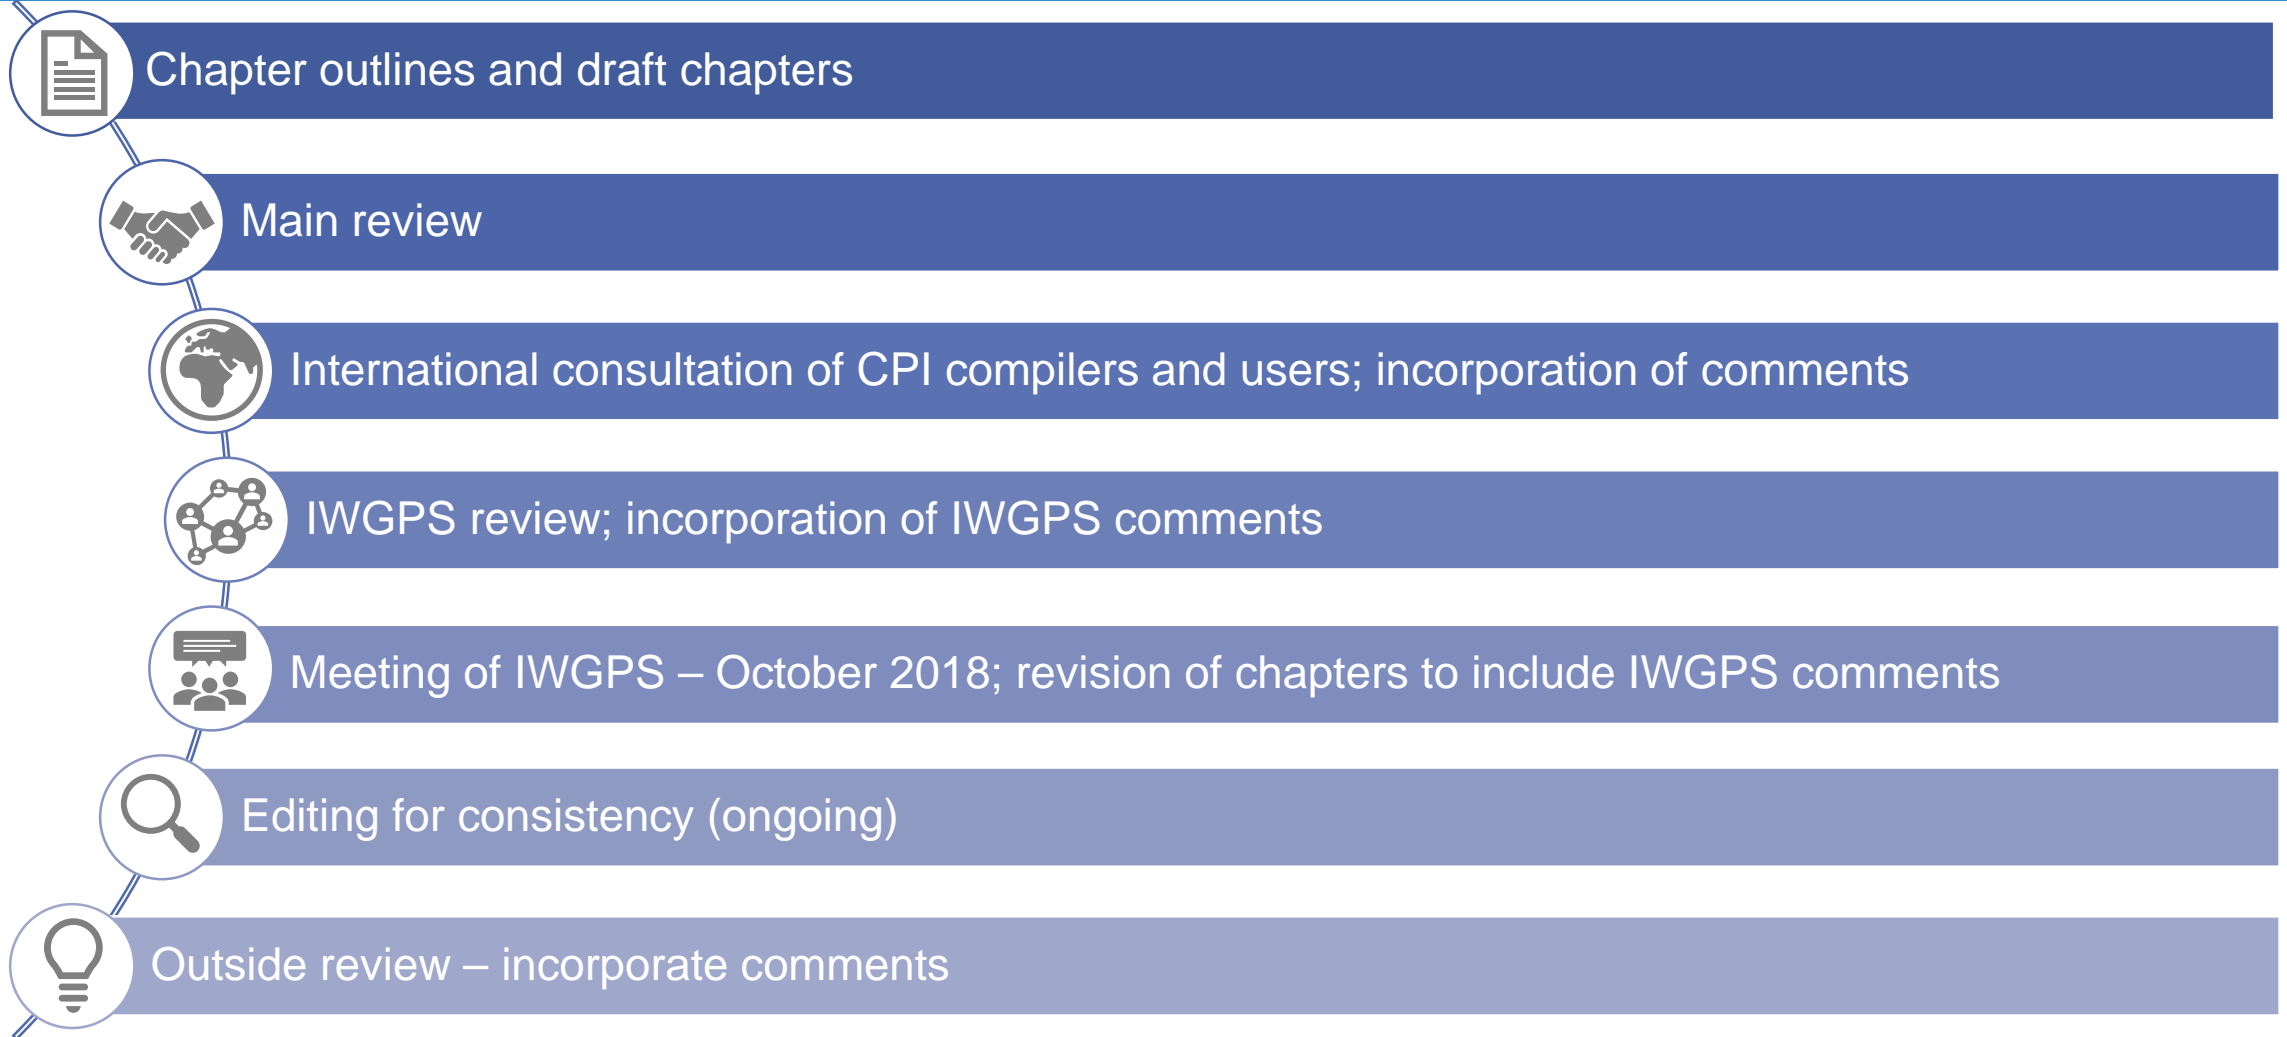 Chapter outlines and draft chapters
Main review
International consultation of CPI compilers and users; incorporation of comments
IWGPS review; incorporation of IWGPS comments
Meeting of IWGPS – October 2018; revision of chapters to include IWGPS comments
Editing for consistency (ongoing)
Outside review – incorporate comments